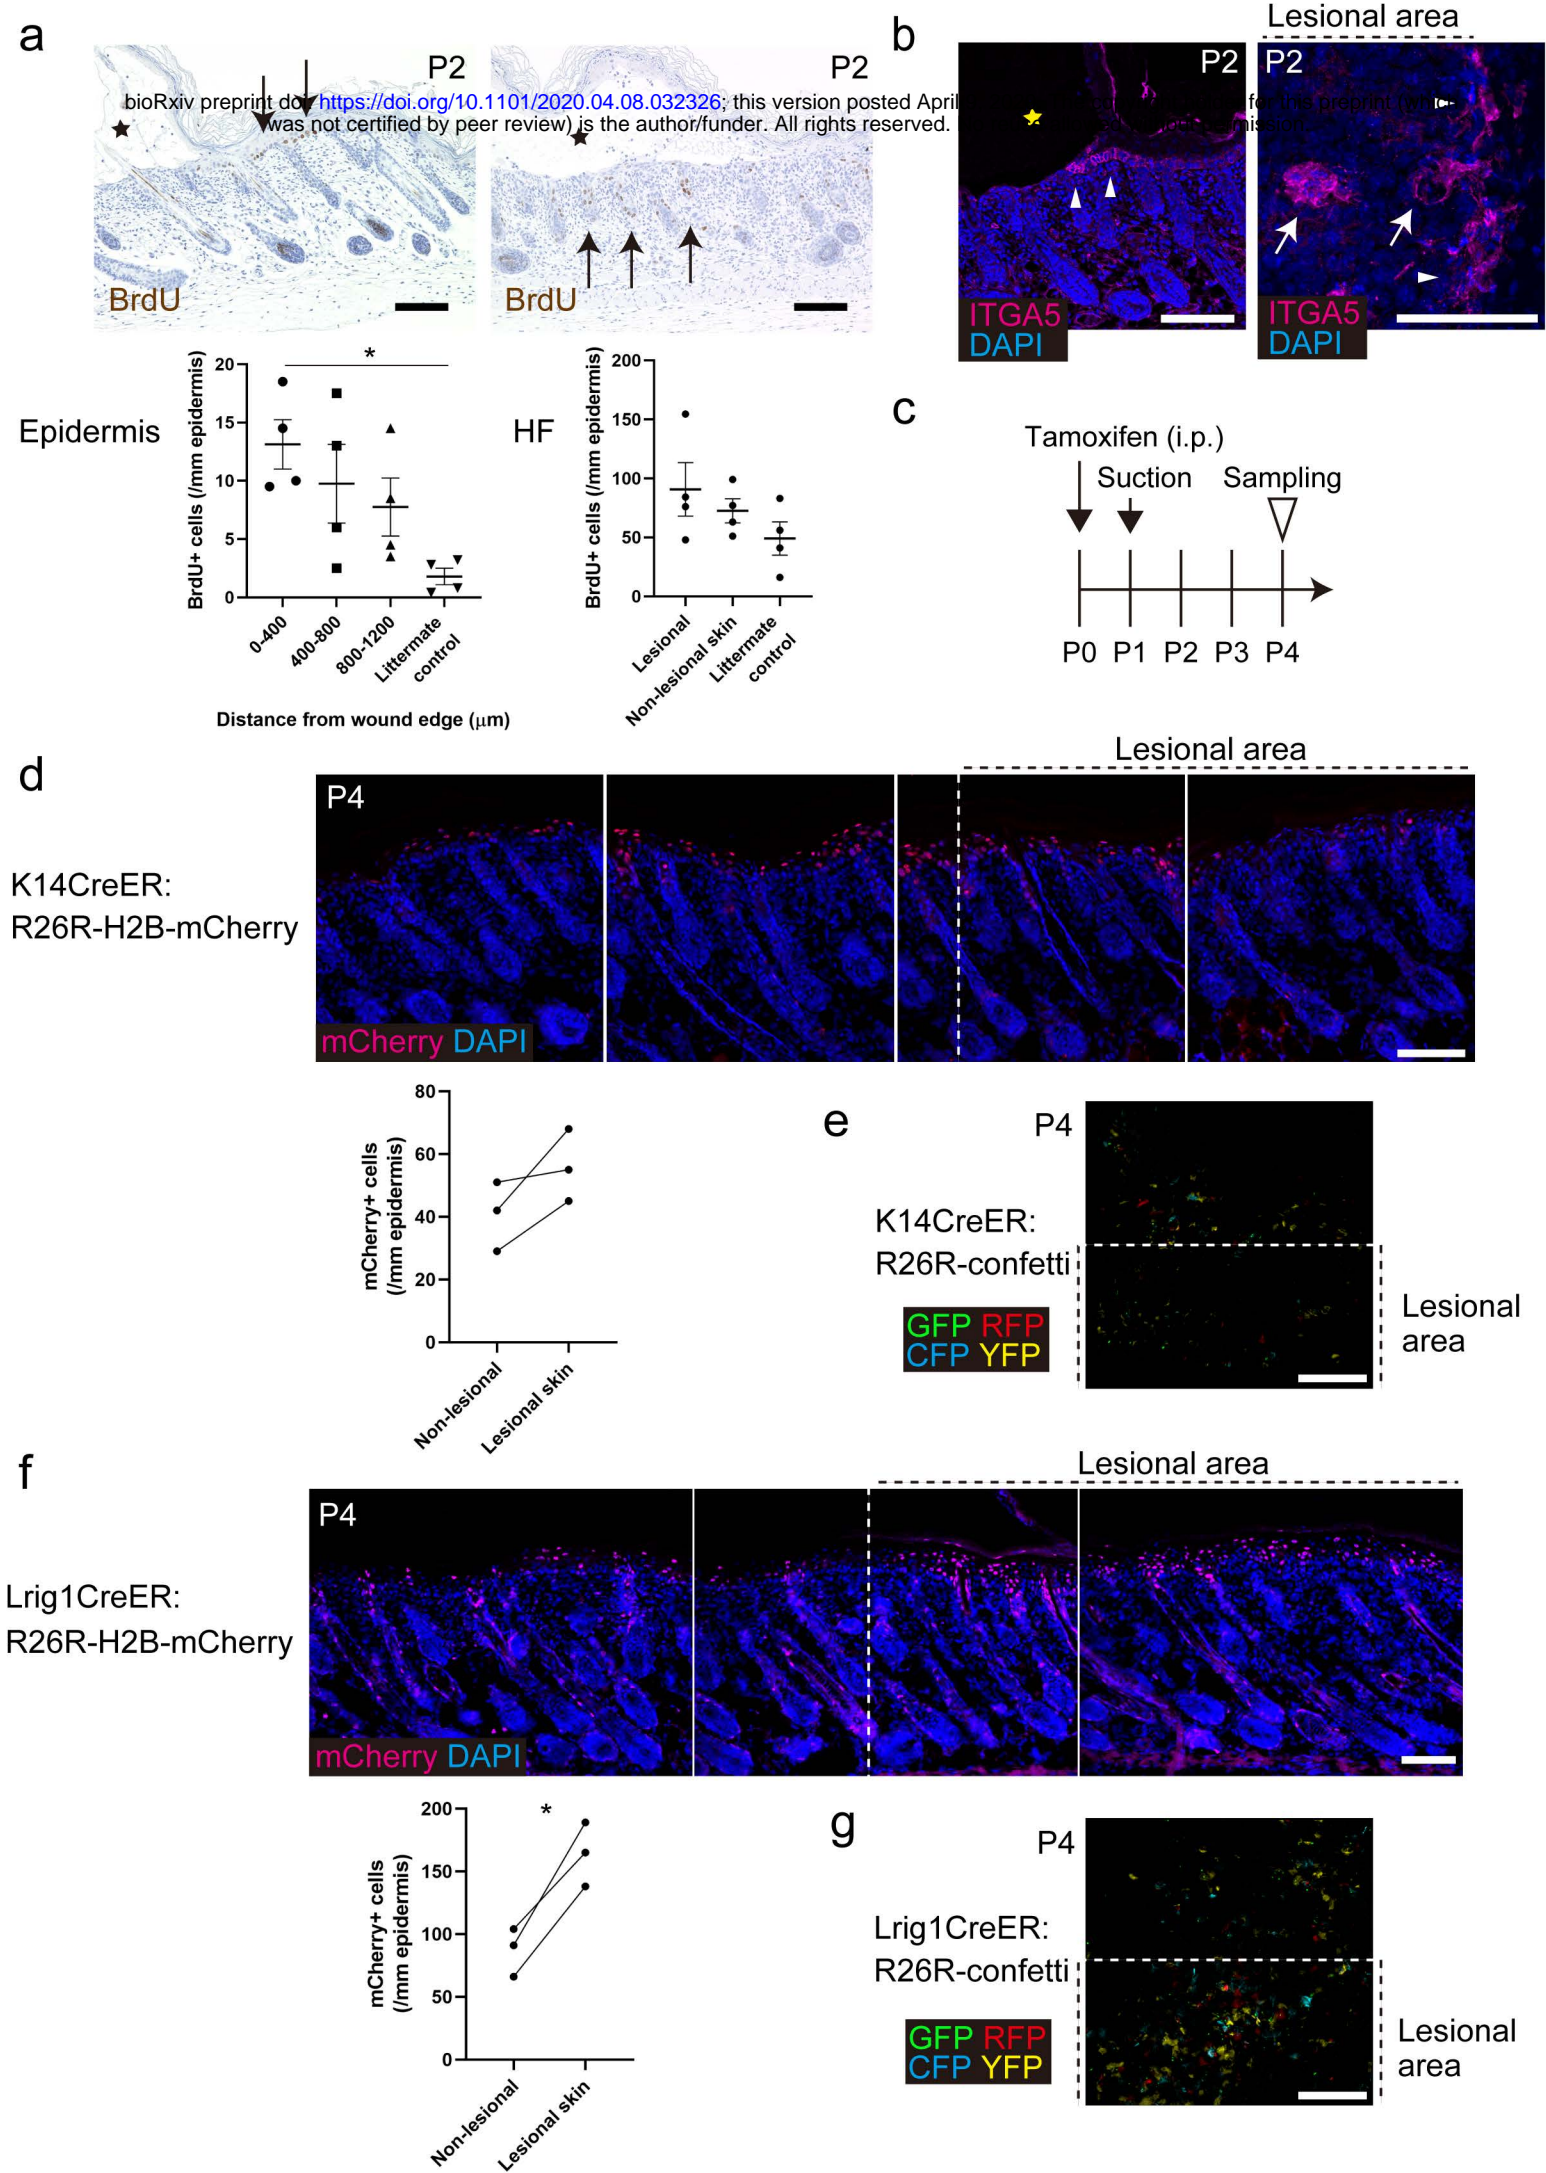 a
P2
P2
b
Lesional area
P2
P2
bioRxiv preprint doi: https://doi.org/10.1101/2020.04.08.032326; this version posted April
for this preprint (which
was not certified by peer review) is the author/funder. All rights reserved.
BrdU
BrdU
ITGA5
DAPI
ITGA5
DAPI
Epidermis
BrdU+ cells (/mm epidermis)
20
15
10
5
0
*
0-400
400-800
800-1200
Littermate
control
Distance from wound edge (μm)
HF
BrdU+ cells (/mm epidermis)
200
150
100
50
0
Lesional
Non-lesional skin
Littermate
control
c
Tamoxifen (i.p.)
Suction
Sampling
P0 P1 P2 P3 P4
d
Lesional area
P4
K14CreER:
R26R-H2B-mCherry
mCherry DAPI
mCherry+ cells
(/mm epidermis)
80
60
40
20
0
Non-lesional
Lesional skin
e
P4
K14CreER:
R26R-confetti
GFP RFP
CFP YFP
Lesional
area
f
Lesional area
P4
Lrig1CreER:
R26R-H2B-mCherry
mCherry DAPI
mCherry+ cells
(/mm epidermis)
200
150
100
50
0
*
Non-lesional
Lesional skin
g
P4
Lrig1CreER:
R26R-confetti
GFP RFP
CFP YFP
Lesional
area